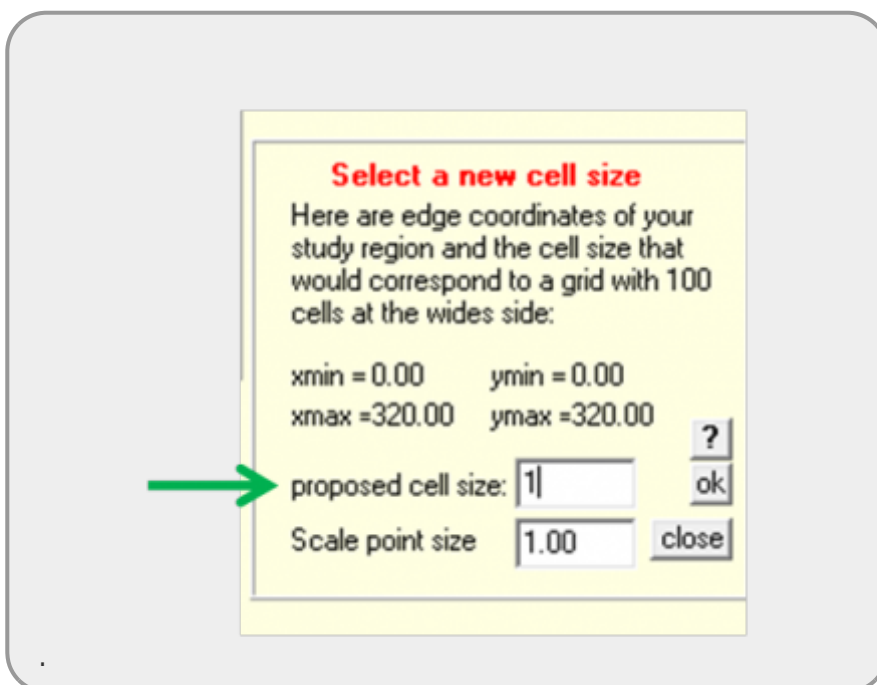 Select a new cell size
Here are edge coordinates of your
study region and the cell size that
would correspond to a grid with 100
cells at the wides side:
xmin = 0.00 ymin = 0.00
xmax =320.00 ymax =320.00
?
proposed cell size: 1 ok
Scale point size 1.00 close
.